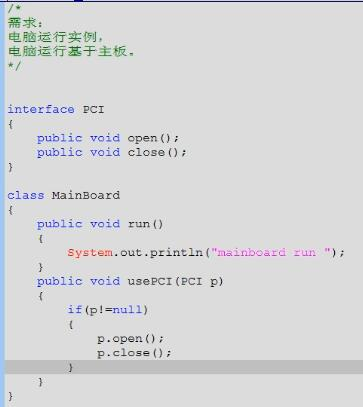 /*
需求:
电脑运行实例,
电脑运行基于主板。
*/
interface PCI
{
public void open();
public void close();
}
class MainBoard
{
public void run()
{
System.out.println("mainboard run ");
}
public void usePCI(PCI p)
{
if(p!=null)
{
p.open();
p.close();
}
}
}